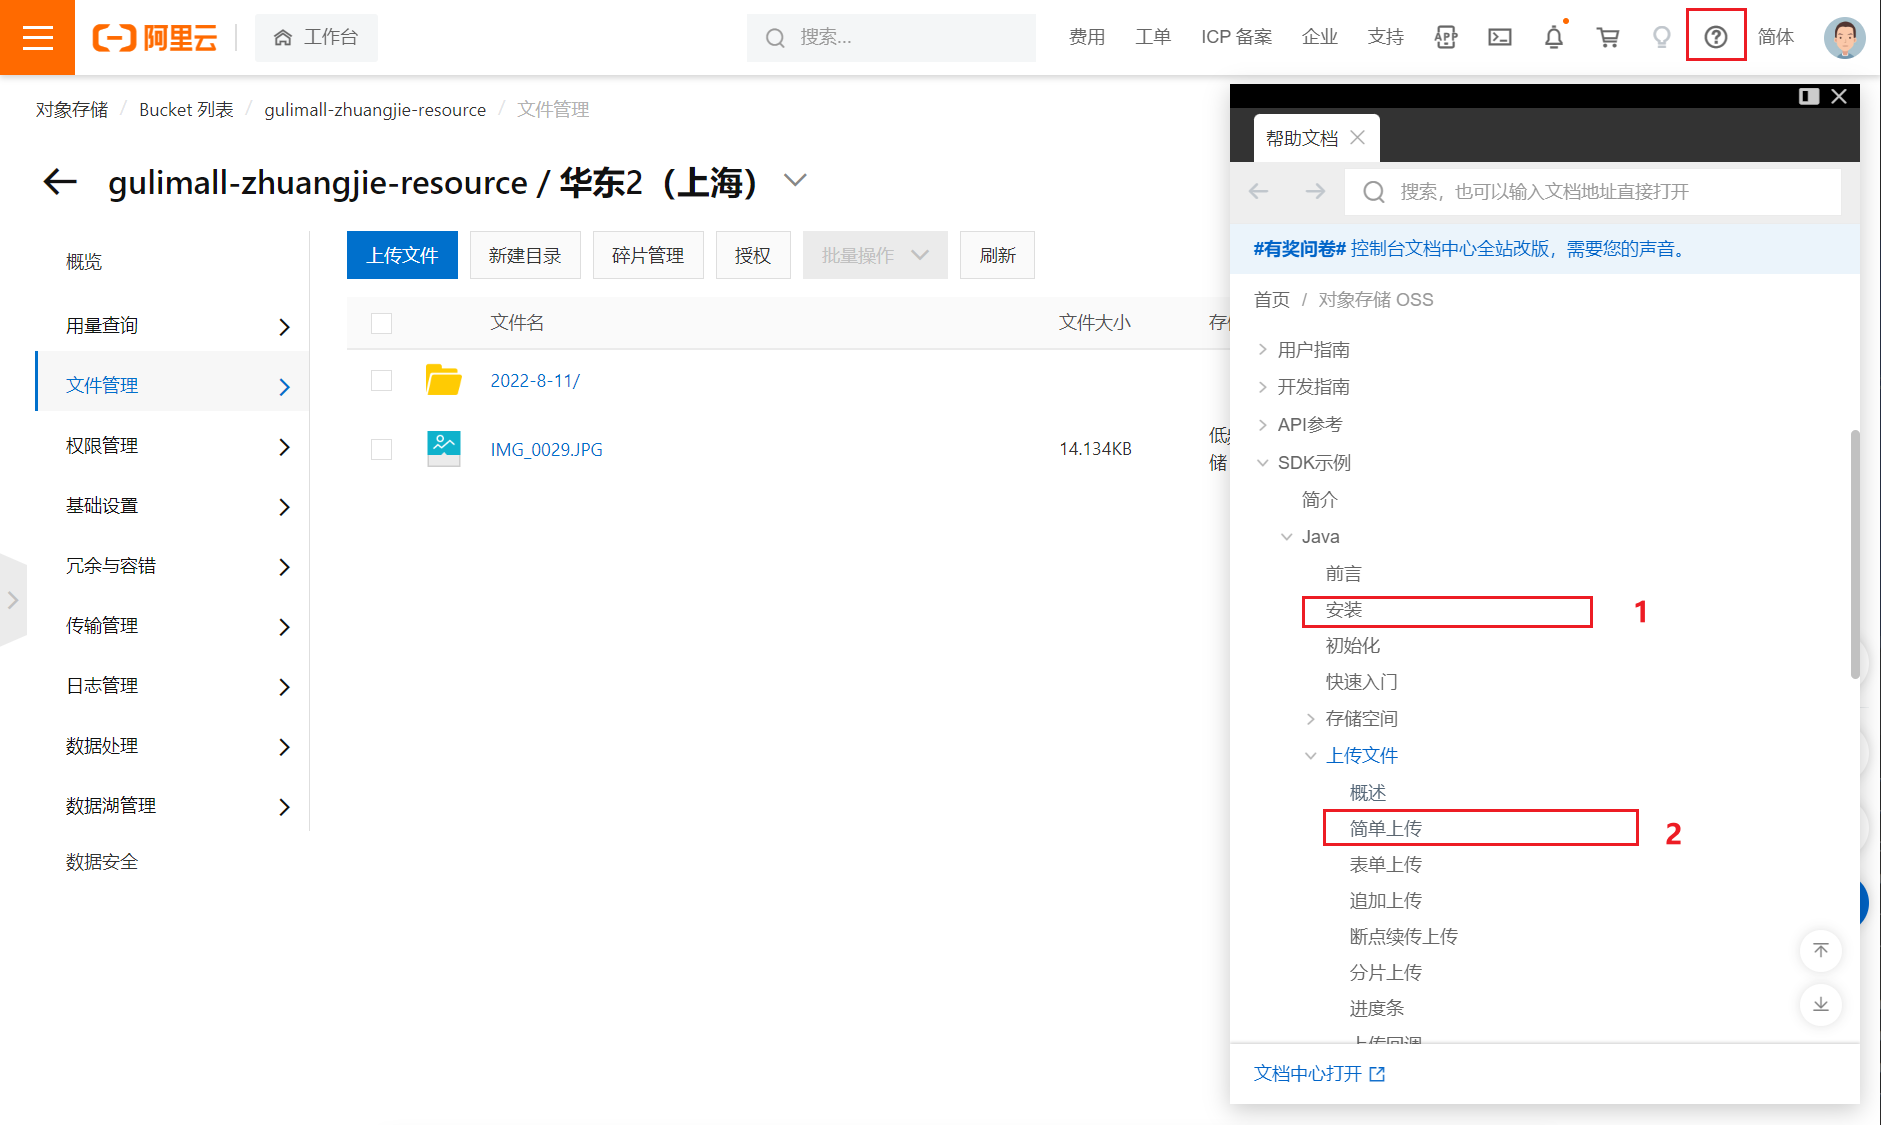 阿里云
工作台
搜索...
费用
工单
ICP 备案
企业
支持
APP
简体
对象存储 / Bucket 列表 / gulimall-zhuangjie-resource / 文件管理
gulimall-zhuangjie-resource / 华东2（上海）
概览
用量查询
文件管理
权限管理
基础设置
冗余与容错
传输管理
日志管理
数据处理
数据湖管理
数据安全
上传文件
新建目录
碎片管理
授权
批量操作
刷新
文件名
文件大小
2022-8-11/
IMG_0029.JPG
14.134KB
储
帮助文档
搜索，也可以输入文档地址直接打开
#有奖问卷# 控制台文档中心全站改版，需要您的声音。
首页 / 对象存储 OSS
用户指南
开发指南
API参考
SDK示例
简介
Java
前言
安装
1
初始化
快速入门
存储空间
上传文件
概述
简单上传
2
表单上传
追加上传
断点续传上传
分片上传
进度条
上传回调
文档中心打开